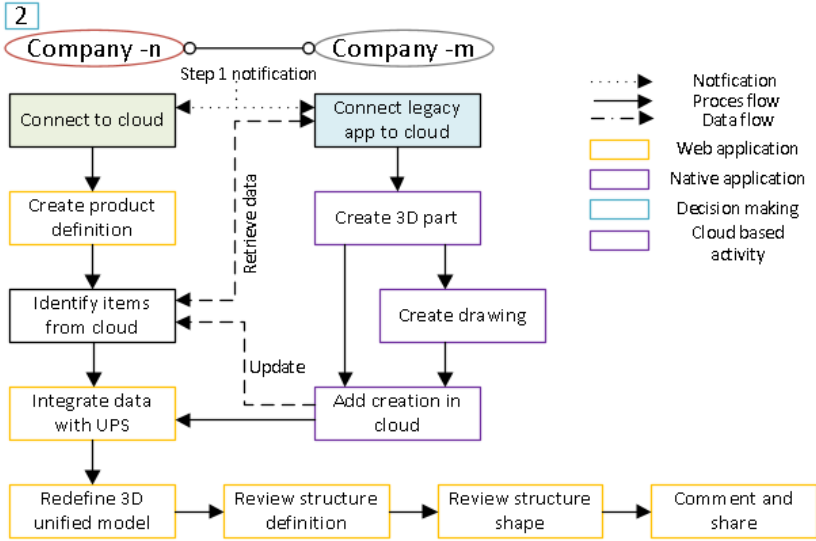 2
Company -n
Company -m
Step 1 notification
Connect to cloud
Connect legacy
app to cloud
Create product
definition
Retrieve data
Create 3D part
Identify items
from cloud
Create drawing
Update
Integrate data
with UPS
Add creation in
cloud
Redefine 3D
unified model
Review structure
definition
Review structure
shape
Comment and
share
Notfication
Proces flow
Data flow
Web application
Native application
Decision making
Cloud based
activity